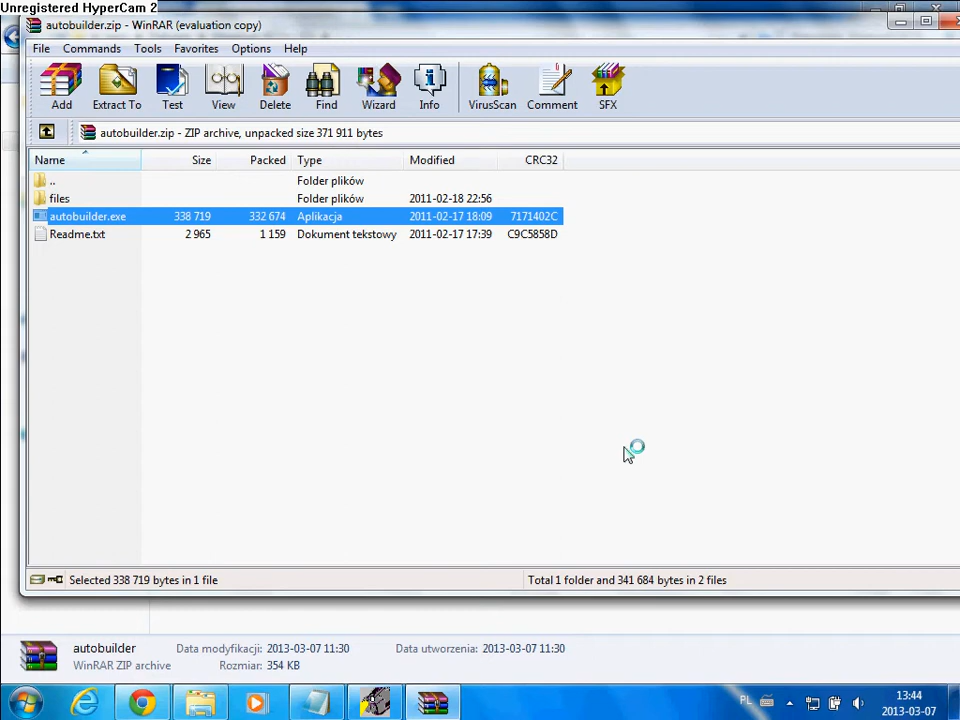 Unregistered HyperCam 2
autobuilder.zip - WinRAR (evaluation copy)
File Commands Tools Favorites Options Help
Add Extract To Test View Delete Find Wizard Info VirusScan Comment SFX
autobuilder.zip - ZIP archive, unpacked size 371 911 bytes
Name Size Packed Type Modified CRC32
.. Folder plików
files Folder plików 2011-02-18 22:56
autobuilder.exe 338 719 332 674 Aplikacja 2011-02-17 18:09 7171402C
Readme.txt 2 965 1 159 Dokument tekstowy 2011-02-17 17:39 C9C5858D
Selected 338 719 bytes in 1 file Total 1 folder and 341 684 bytes in 2 files
autobuilder Data modyfikacji: 2013-03-07 11:30 Data utworzenia: 2013-03-07 11:30
WinRAR ZIP archive Rozmiar: 354 KB
PL 13:44
2013-03-07